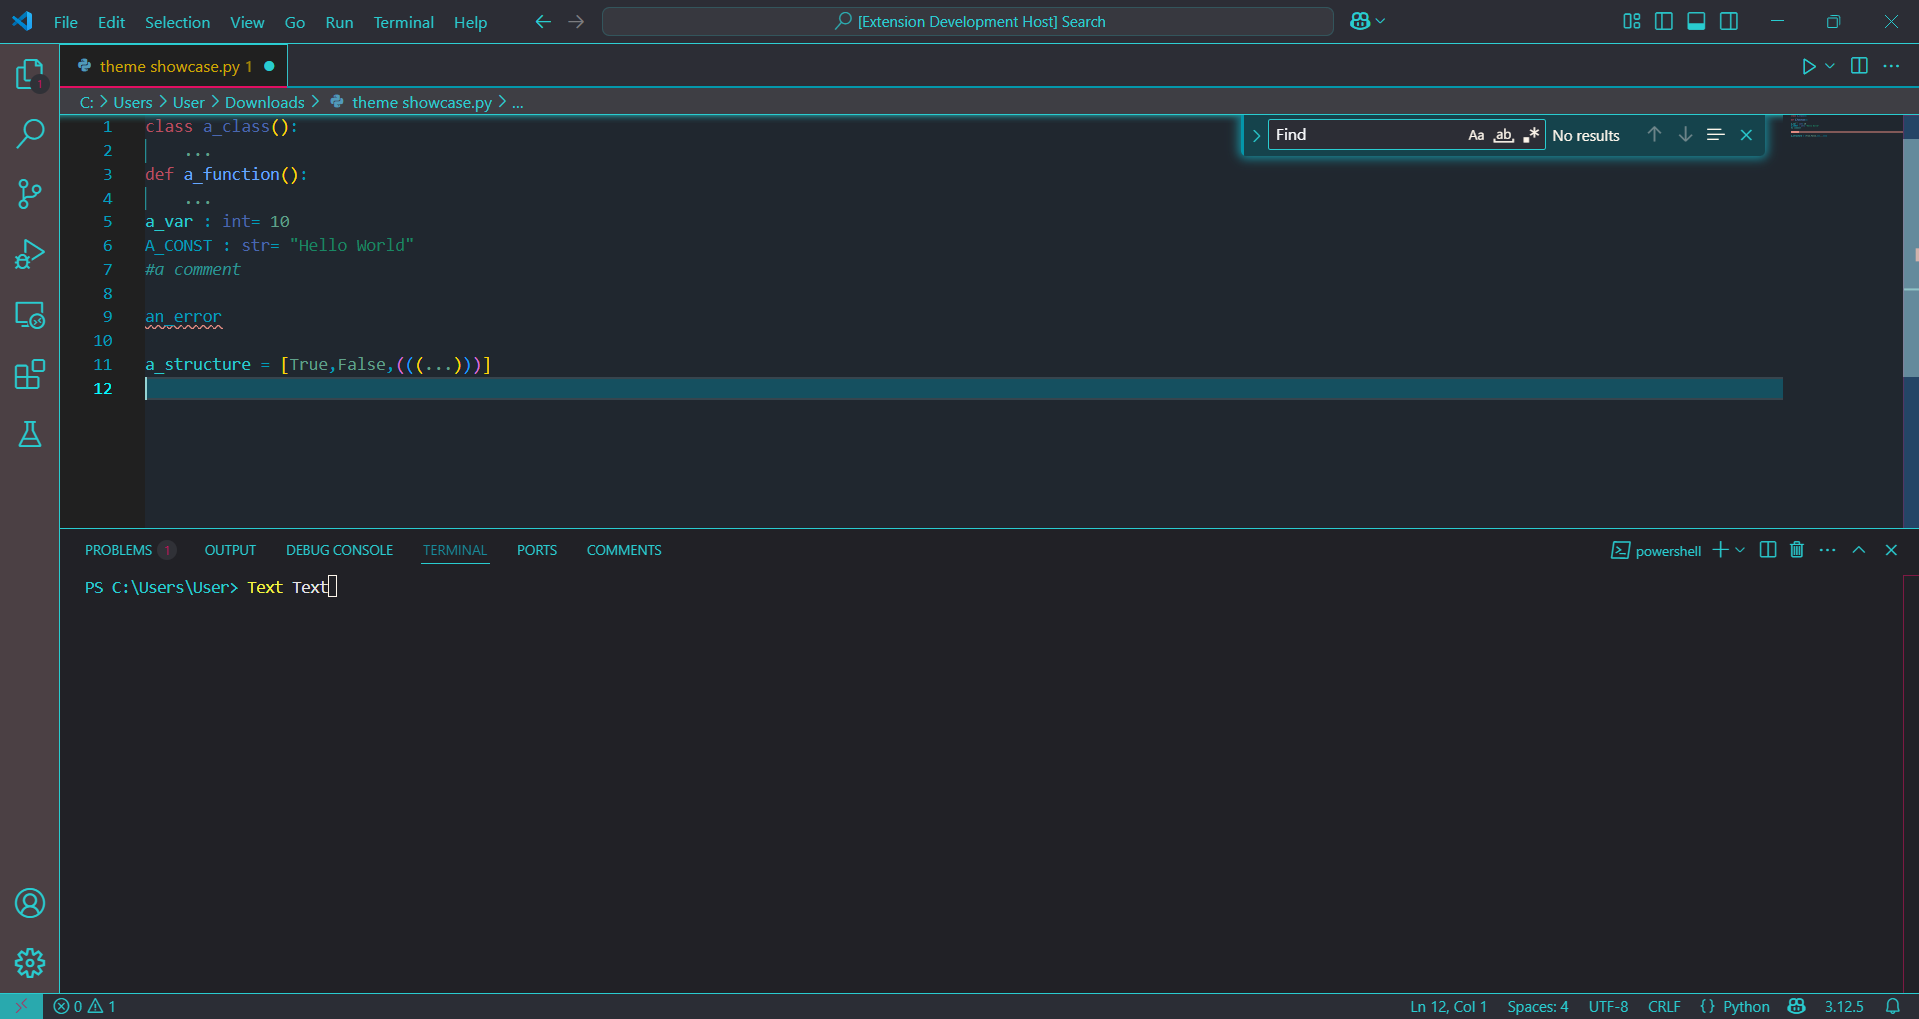 File Edit Selection View Go Run Terminal Help
[Extension Development Host] Search
theme showcase.py 1
C: > Users > User > Downloads > theme showcase.py > ...
1 class a_class():
2 ...
3 def a_function():
4 ...
5 a_var : int= 10
6 A_CONST : str= "Hello World"
7 #a comment
8
9 an_error
10
11 a_structure = [True,False,(((...)))]
12
Find Aa ab .* No results
1
PROBLEMS 1 OUTPUT DEBUG CONSOLE TERMINAL PORTS COMMENTS
powershell
PS C:\Users\User> Text Text
0 1
Ln 12, Col 1 Spaces: 4 UTF-8 CRLF {} Python 3.12.5